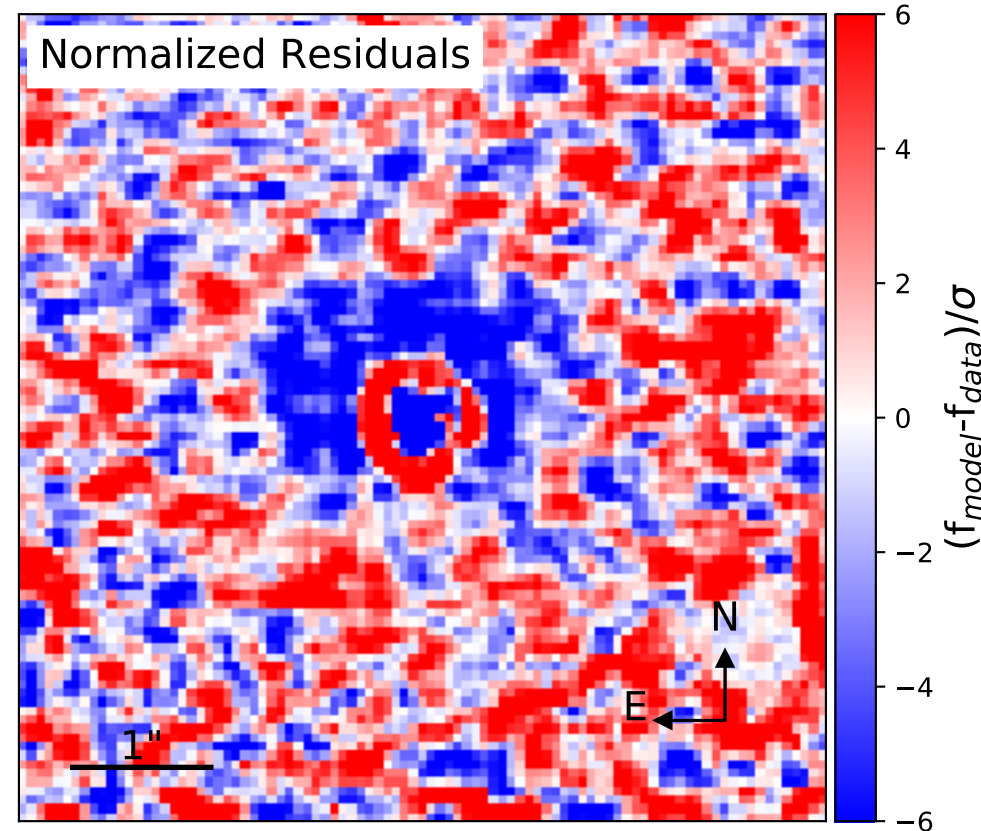 Normalized Residuals
6
4
2
0
−2
−4
−6
(f_model-f_data)/σ
N
E
1"